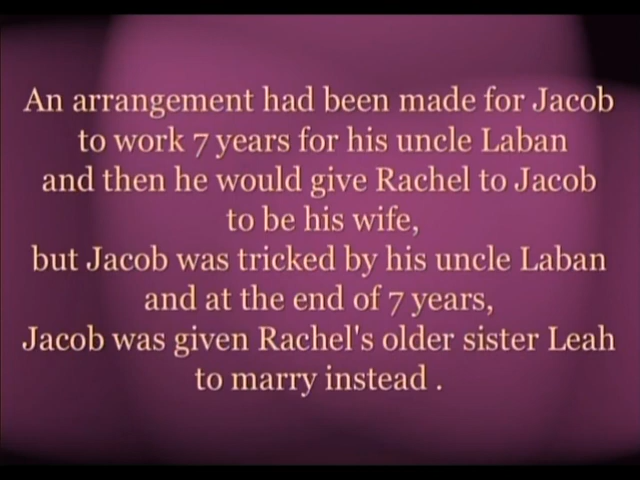 An arrangement had been made for Jacob
to work 7 years for his uncle Laban
and then he would give Rachel to Jacob
to be his wife,
but Jacob was tricked by his uncle Laban
and at the end of 7 years,
Jacob was given Rachel's older sister Leah
to marry instead .